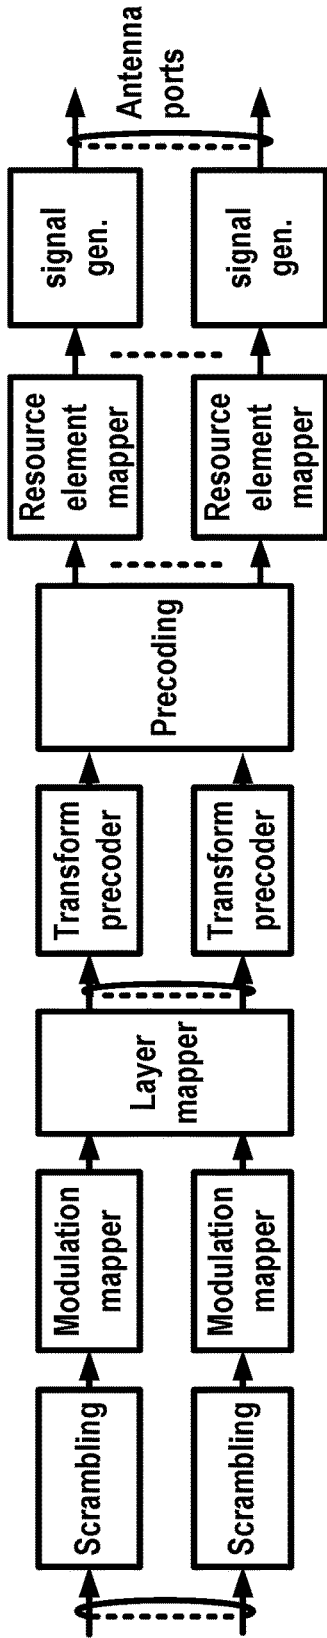 Scrambling
Scrambling
Modulation
mapper
Modulation
mapper
Layer
mapper
Transform
precoder
Transform
precoder
Precoding
Resource
element
mapper
Resource
element
mapper
signal
gen.
signal
gen.
Antenna
ports